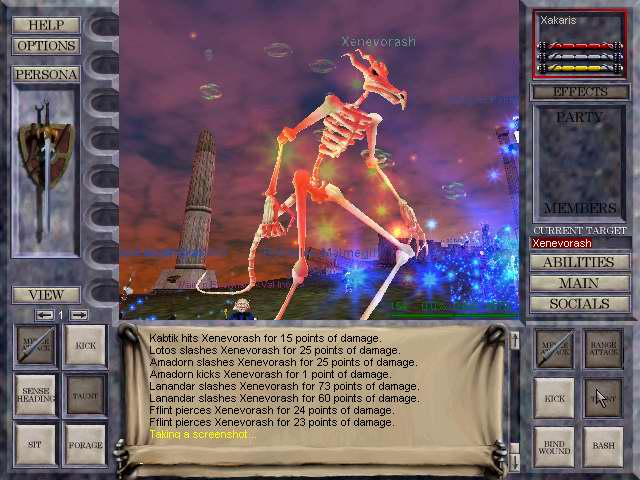 HELP
OPTIONS
PERSONA
VIEW
1
KICK
SENSE
HEADING
TAUNT
SIT
FORAGE
Xenevorash
Kabtik hits Xenevorash for 15 points of damage.
Lotos slashes Xenevorash for 25 points of damage.
Amadorn slashes Xenevorash for 25 points of damage.
Amadorn kicks Xenevorash for 1 point of damage.
Lanandar slashes Xenevorash for 73 points of damage.
Lanandar slashes Xenevorash for 60 points of damage.
Fflint pierces Xenevorash for 24 points of damage.
Fflint pierces Xenevorash for 23 points of damage.
Taking a screenshot...
Xakaris
EFFECTS
PARTY
MEMBERS
CURRENT TARGET
Xenevorash
ABILITIES
MAIN
SOCIALS
RANGE
ATTACK
KICK
BIND
WOUND
BASH